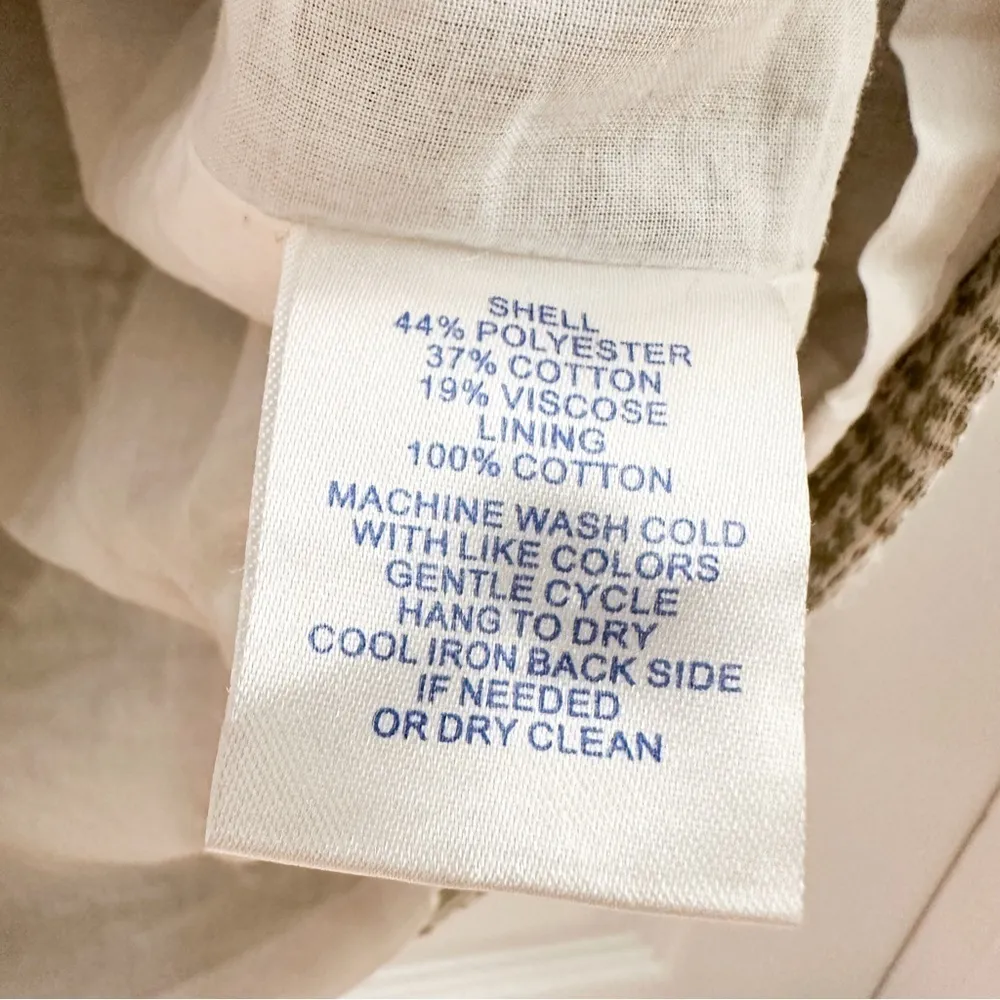 SHELL
44% POLYESTER
37% COTTON
19% VISCOSE
LINING
100% COTTON
MACHINE WASH COLD
WITH LIKE COLORS
GENTLE CYCLE
HANG TO DRY
COOL IRON BACK SIDE
IF NEEDED
OR DRY CLEAN